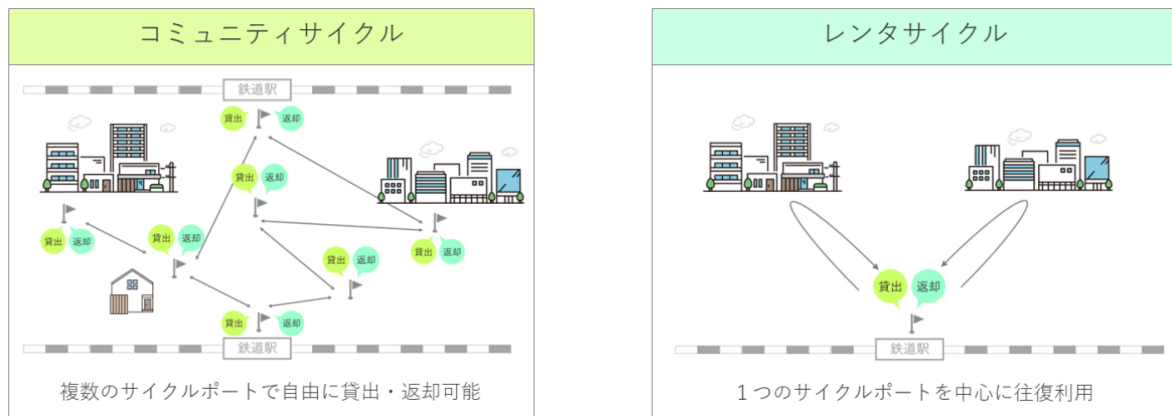 コミュニティサイクル
鉄道駅
貸出
返却
貸出
返却
貸出
返却
貸出
返却
貸出
返却
貸出
返却
貸出
返却
鉄道駅
複数のサイクルポートで自由に貸出・返却可能
レンタサイクル
貸出
返却
鉄道駅
1つのサイクルポートを中心に往復利用